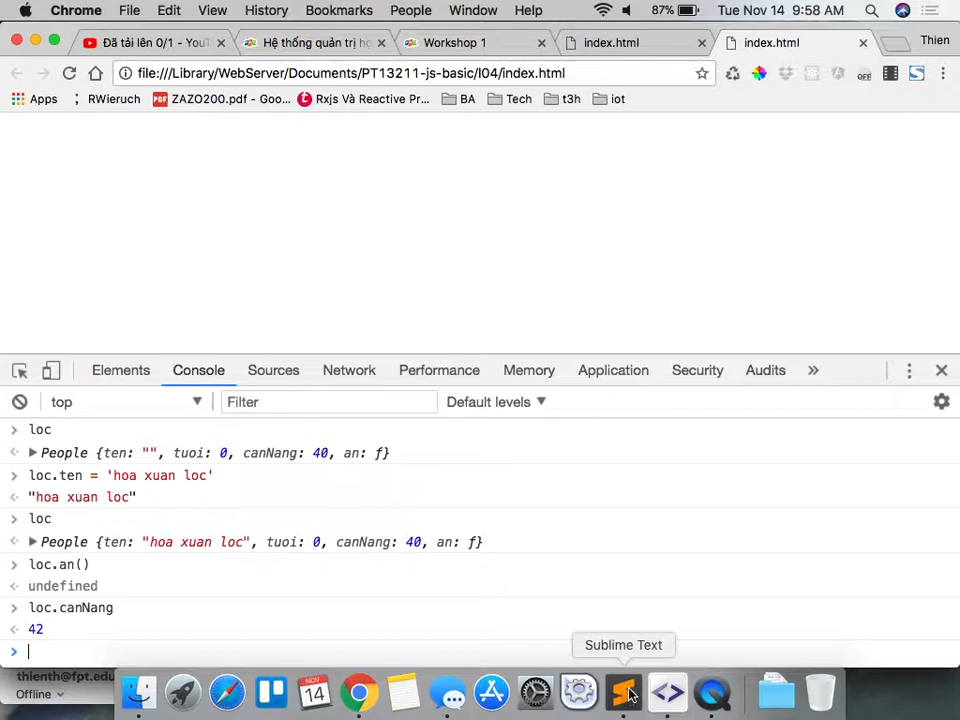 Chrome File Edit View History Bookmarks People Window Help 87% Tue Nov 14 9:58 AM
Đã tải lên 0/1 - YouT Hệ thống quản trị họ Workshop 1 index.html index.html Thien
file:///Library/WebServer/Documents/PT13211-js-basic/l04/index.html
Apps RWieruch ZAZO200.pdf - Goo... Rxjs Và Reactive Pr... BA Tech t3h iot
Elements Console Sources Network Performance Memory Application Security Audits »
top Filter Default levels
loc
People {ten: "", tuoi: 0, canNang: 40, an: ƒ}
loc.ten = 'hoa xuan loc'
"hoa xuan loc"
loc
People {ten: "hoa xuan loc", tuoi: 0, canNang: 40, an: ƒ}
loc.an()
undefined
loc.canNang
42
Sublime Text
thienth@fpt.edu
Offline
NOV
14